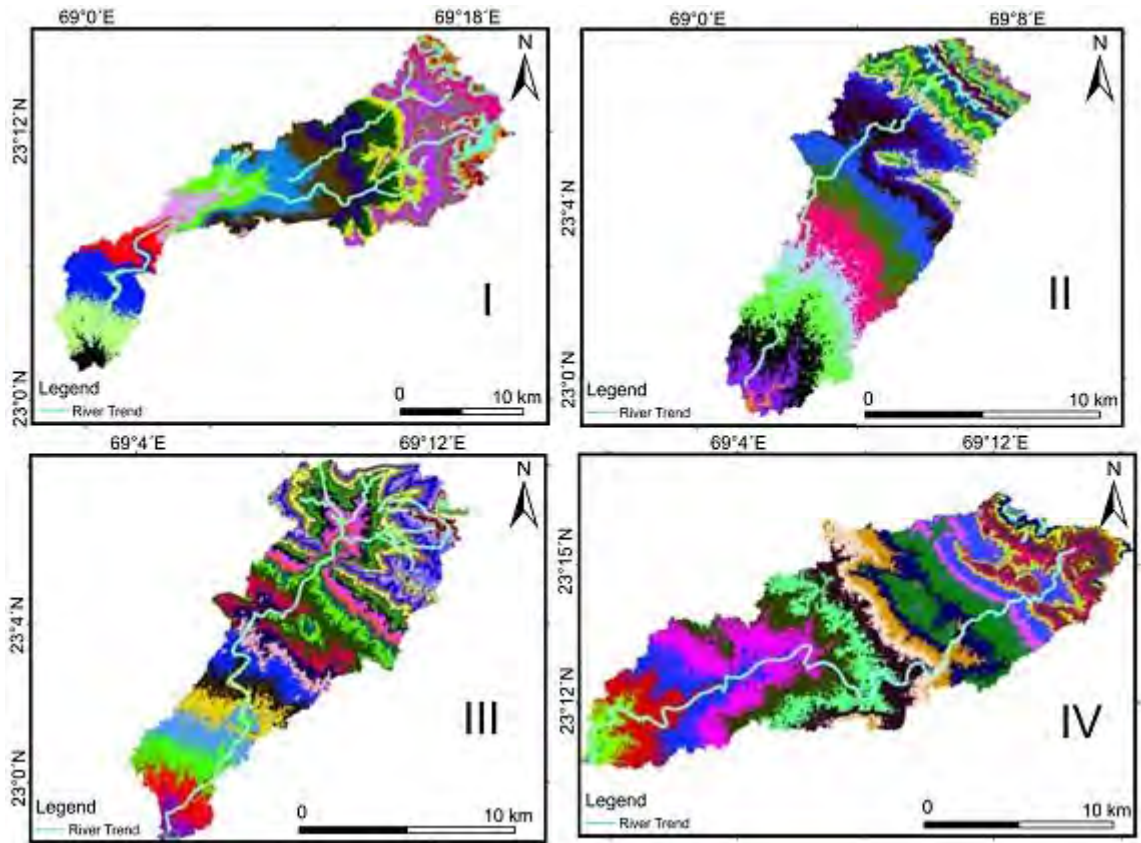 69°0´E 69°18´E
N
23°12´N
23°0´N
I
Legend
River Trend
0 10 km
69°0´E 69°8´E
N
23°4´N
23°0´N
II
Legend
River Trend
0 10 km
69°4´E 69°12´E
N
23°4´N
23°0´N
III
Legend
River Trend
0 10 km
69°4´E 69°12´E
N
23°15´N
23°12´N
IV
Legend
River Trend
0 10 km